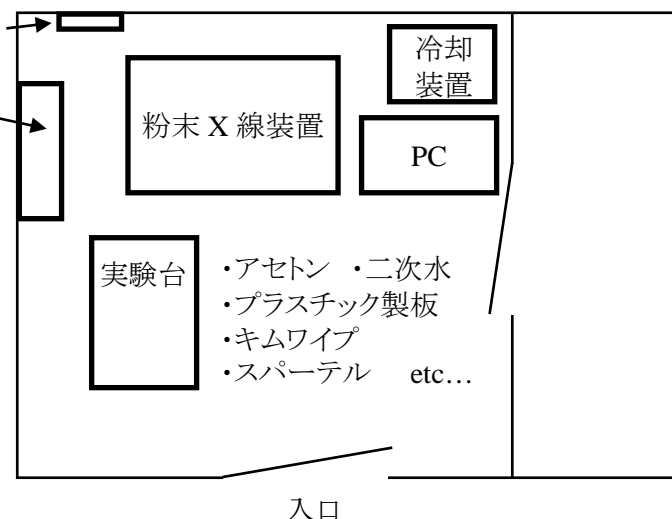 冷却
装置
粉末 X 線装置
PC
実験台
・アセトン ・二次水
・プラスチック製板
・キムワイプ
・スパーテル etc…
入口